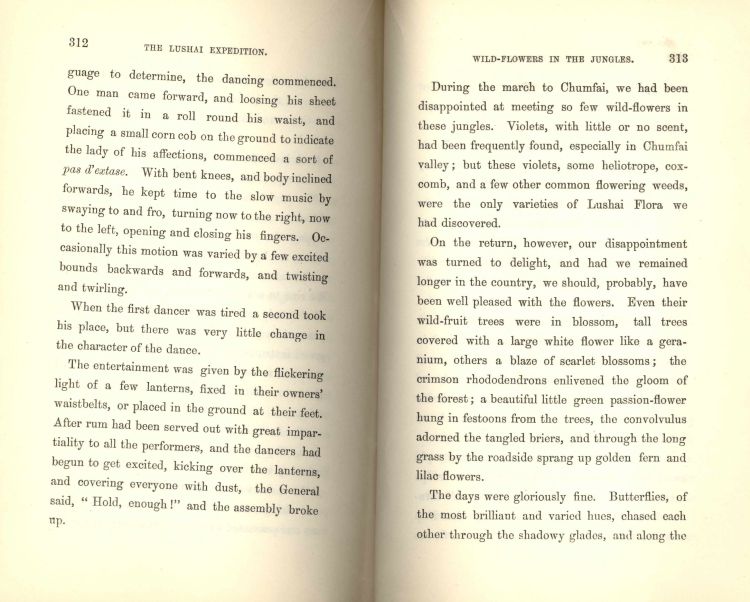 312
THE LUSHAI EXPEDITION.
guage to determine, the dancing commenced.
One man came forward, and loosing his sheet
fastened it in a roll round his waist, and
placing a small corn cob on the ground to indicate
the lady of his affections, commenced a sort of
pas d'extase. With bent knees, and body inclined
forwards, he kept time to the slow music by
swaying to and fro, turning now to the right, now
to the left, opening and closing his fingers. Oc-
casionally this motion was varied by a few excited
bounds backwards and forwards, and twisting
and twirling.
When the first dancer was tired a second took
his place, but there was very little change in
the character of the dance.
The entertainment was given by the flickering
light of a few lanterns, fixed in their owners'
waistbelts, or placed in the ground at their feet.
After rum had been served out with great impar-
tiality to all the performers, and the dancers had
begun to get excited, kicking over the lanterns,
and covering everyone with dust, the General
said, “ Hold, enough!” and the assembly broke
up.
WILD-FLOWERS IN THE JUNGLES. 313
During the march to Chumfai, we had been
disappointed at meeting so few wild-flowers in
these jungles. Violets, with little or no scent,
had been frequently found, especially in Chumfai
valley; but these violets, some heliotrope, cox-
comb, and a few other common flowering weeds,
were the only varieties of Lushai Flora we
had discovered.
On the return, however, our disappointment
was turned to delight, and had we remained
longer in the country, we should, probably, have
been well pleased with the flowers. Even their
wild-fruit trees were in blossom, tall trees
covered with a large white flower like a gera-
nium, others a blaze of scarlet blossoms; the
crimson rhododendrons enlivened the gloom of
the forest; a beautiful little green passion-flower
hung in festoons from the trees, the convolvulus
adorned the tangled briers, and through the long
grass by the roadside sprang up golden fern and
lilac flowers.
The days were gloriously fine. Butterflies, of
the most brilliant and varied hues, chased each
other through the shadowy glades, and along the